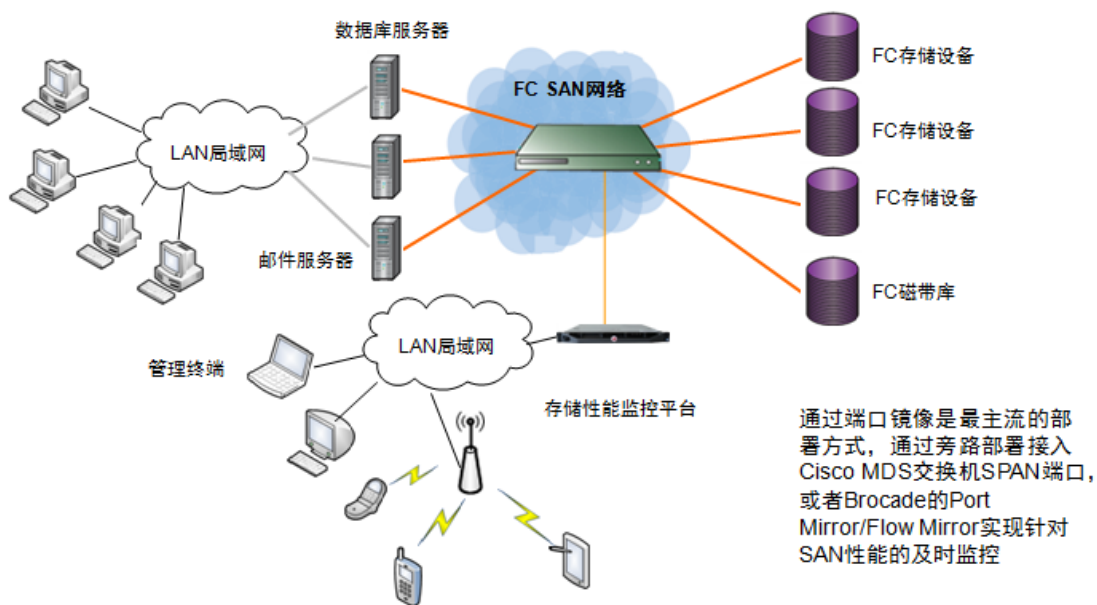 数据库服务器
FC存储设备
FC SAN网络
FC存储设备
LAN局域网
FC存储设备
邮件服务器
FC磁带库
LAN局域网
管理终端
存储性能监控平台
通过端口镜像是最主流的部
署方式，通过旁路部署接入
Cisco MDS交换机SPAN端口，
或者Brocade的Port
Mirror/Flow Mirror实现针对
SAN性能的及时监控